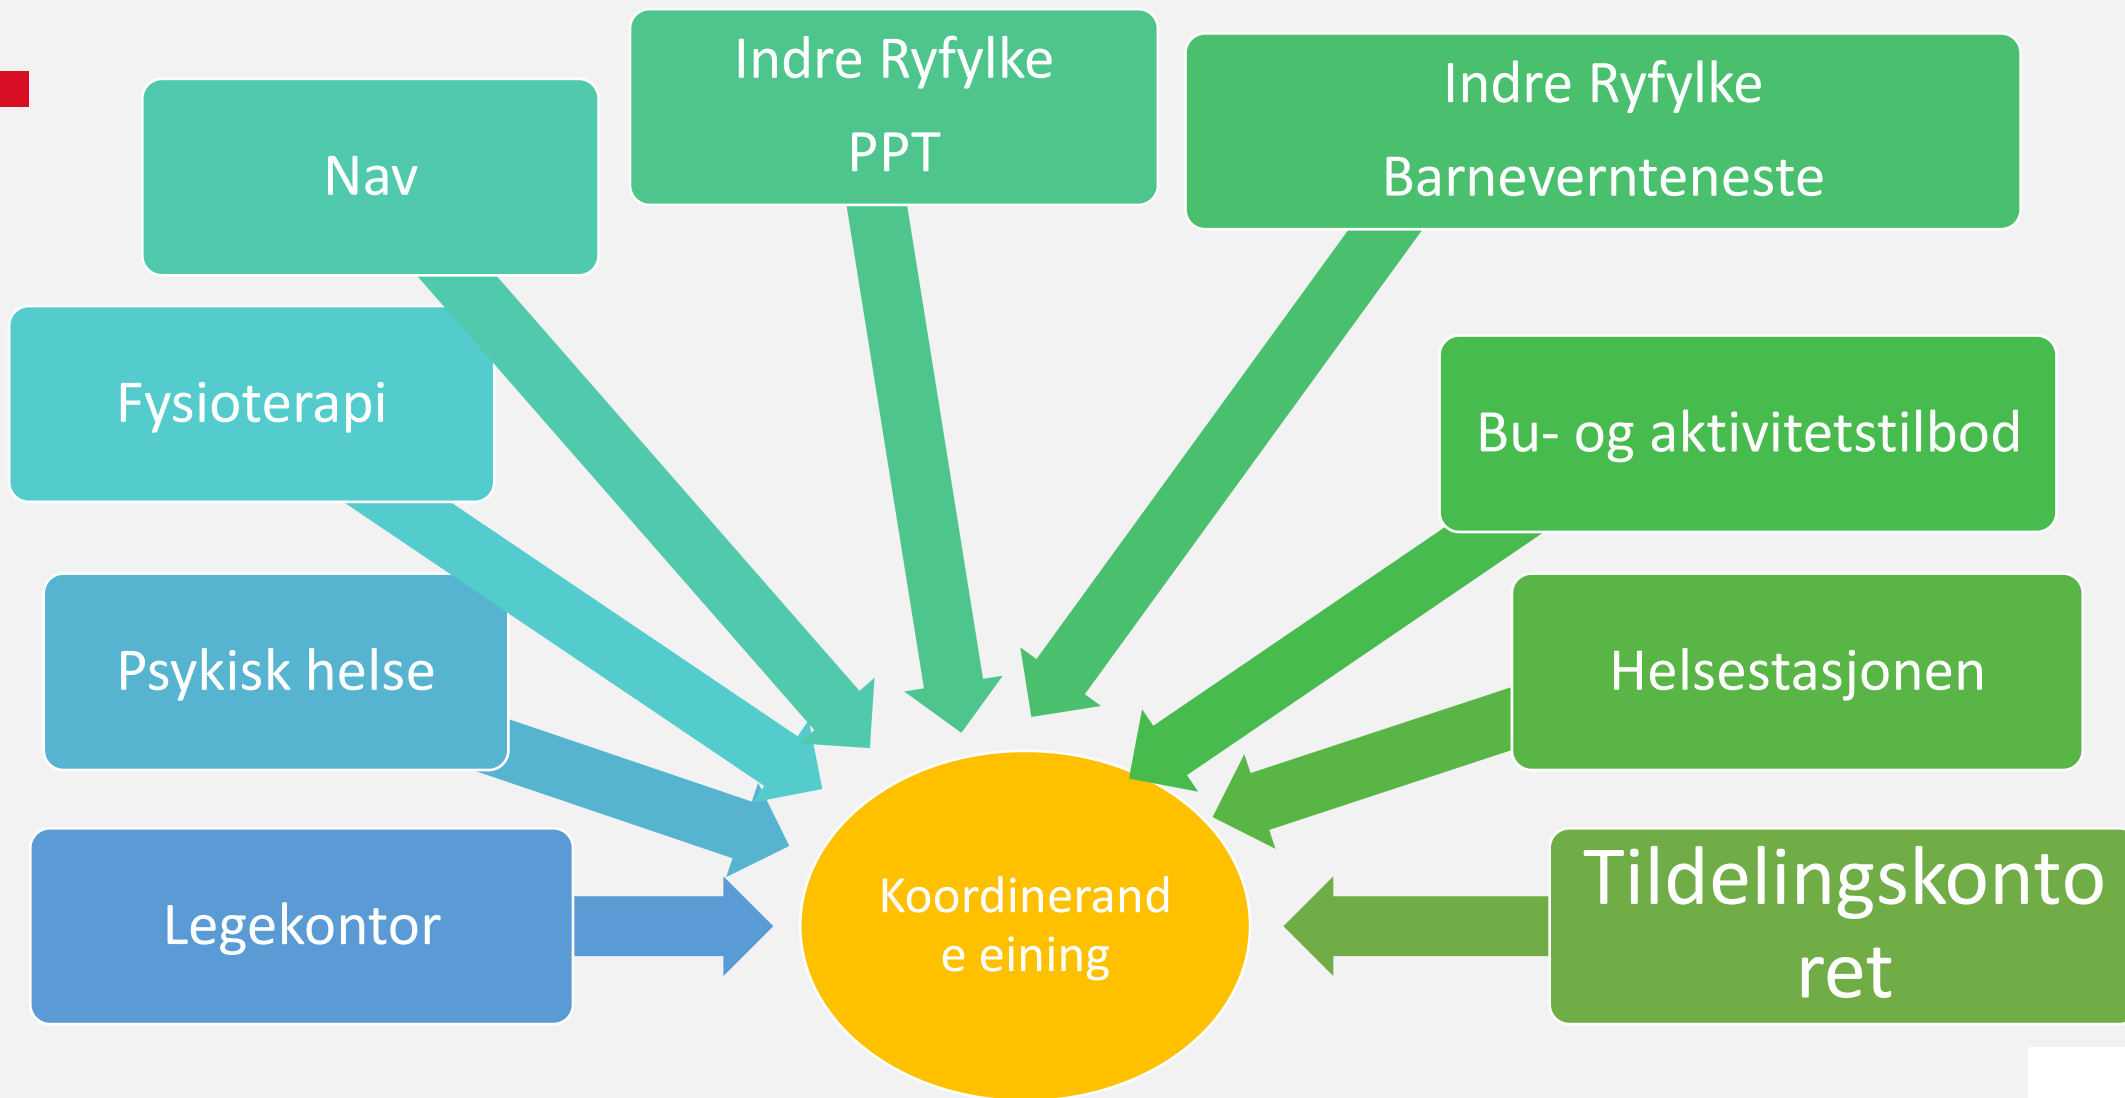 Indre Ryfylke
PPT
Indre Ryfylke
Barnevernteneste
Nav
Fysioterapi
Bu- og aktivitetstilbod
Psykisk helse
Helsestasjonen
Legekontor
Koordinerand
e eining
Tildelingskonto
ret